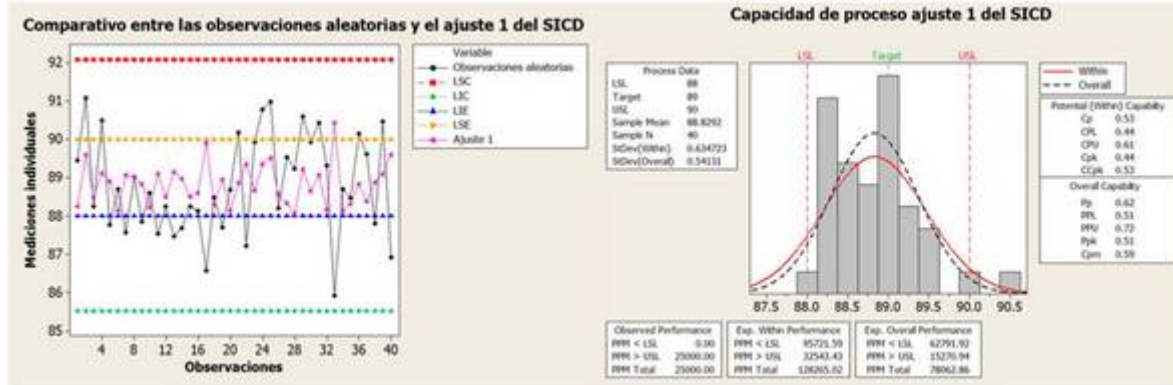 Comparativo entre las observaciones aleatorias y el ajuste 1 del SICD
92
91
90
89
88
87
86
85
Mediciones individuales
4 8 12 16 20 24 28 32 36 40
Observaciones
Variable
Observaciones aleatorias
LSC
LIC
LIE
LSE
Ajuste 1
Capacidad de proceso ajuste 1 del SICD
LSL Target USL
Process Data
LSL 88
Target 89
USL 90
Sample Mean 88.8292
Sample N 40
StDev(Within) 0.634723
StDev(Overall) 0.54131
Within
Overall
Potential (Within) Capability
Cp 0.53
CPL 0.44
CPU 0.61
Cpk 0.44
CCpk 0.53
Overall Capability
Pp 0.62
PPL 0.51
PPU 0.72
Ppk 0.51
Cpm 0.59
87.5 88.0 88.5 89.0 89.5 90.0 90.5
Observed Performance
PPM < LSL 0.00
PPM > USL 25000.00
PPM Total 25000.00
Exp. Within Performance
PPM < LSL 95721.59
PPM > USL 32543.43
PPM Total 128265.02
Exp. Overall Performance
PPM < LSL 62791.92
PPM > USL 15270.94
PPM Total 78062.86